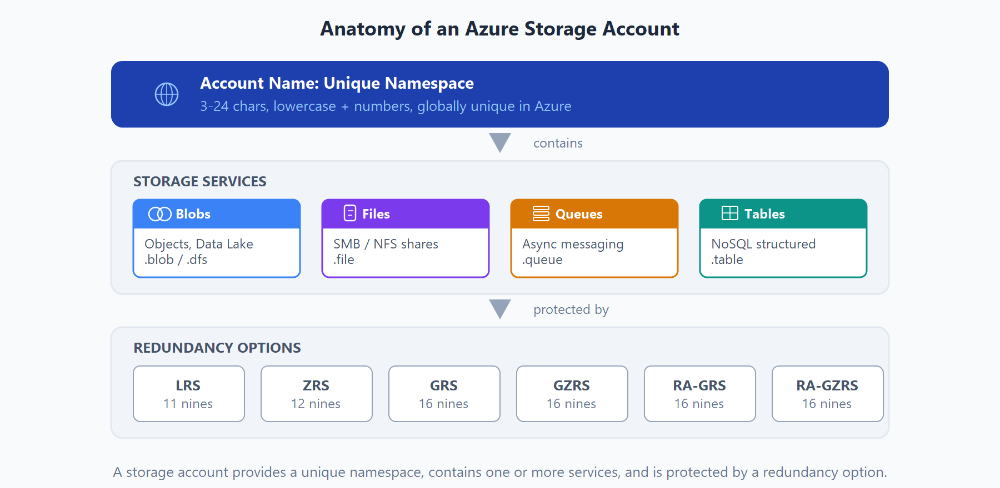 Anatomy of an Azure Storage Account
Account Name: Unique Namespace
3-24 chars, lowercase + numbers, globally unique in Azure
contains
STORAGE SERVICES
Blobs
Objects, Data Lake
.blob / .dfs
Files
SMB / NFS shares
.file
Queues
Async messaging
.queue
Tables
NoSQL structured
.table
protected by
REDUNDANCY OPTIONS
LRS
11 nines
ZRS
12 nines
GRS
16 nines
GZRS
16 nines
RA-GRS
16 nines
RA-GZRS
16 nines
A storage account provides a unique namespace, contains one or more services, and is protected by a redundancy option.